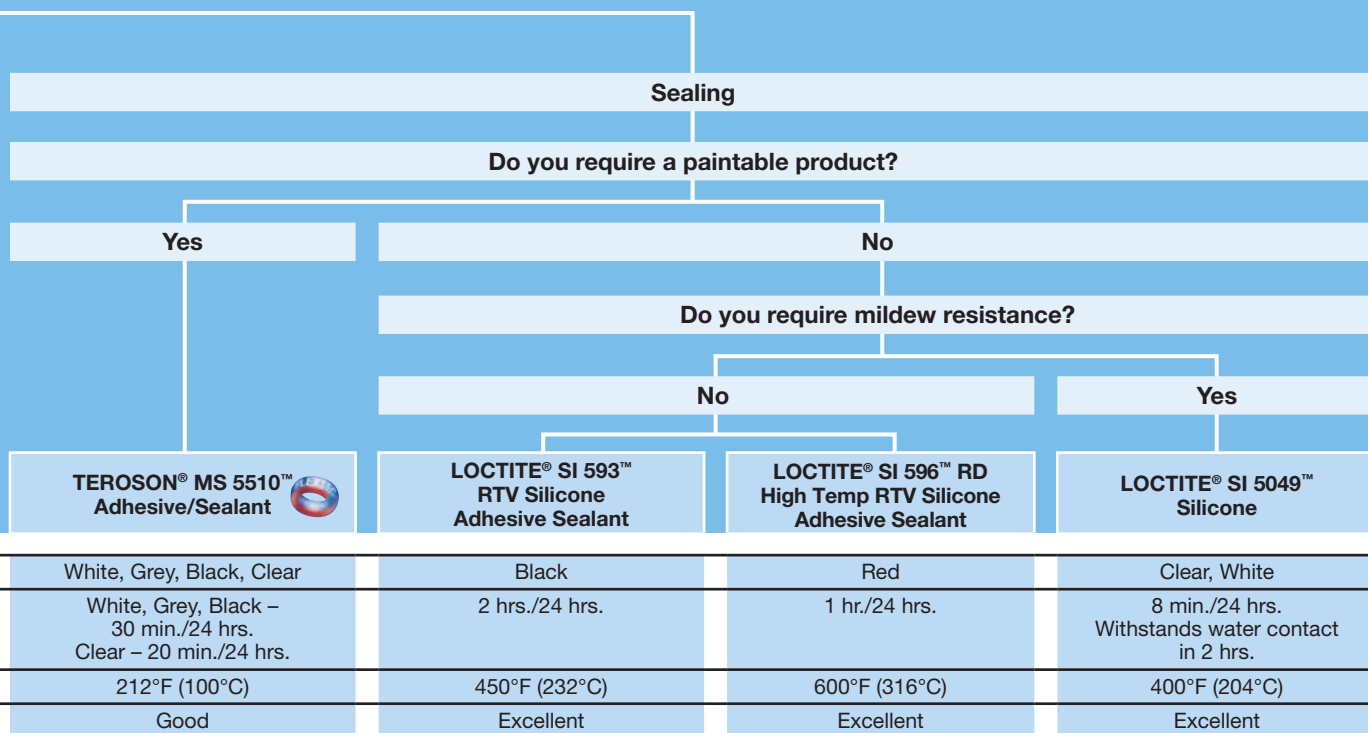 Sealing
Do you require a paintable product?
Yes
No
Do you require mildew resistance?
No
Yes
TEROSON® MS 5510™
Adhesive/Sealant
LOCTITE® SI 593™
RTV Silicone
Adhesive Sealant
LOCTITE® SI 596™ RD
High Temp RTV Silicone
Adhesive Sealant
LOCTITE® SI 5049™
Silicone
White, Grey, Black, Clear
Black
Red
Clear, White
White, Grey, Black –
30 min./24 hrs.
Clear – 20 min./24 hrs.
2 hrs./24 hrs.
1 hr./24 hrs.
8 min./24 hrs.
Withstands water contact
in 2 hrs.
212°F (100°C)
450°F (232°C)
600°F (316°C)
400°F (204°C)
Good
Excellent
Excellent
Excellent